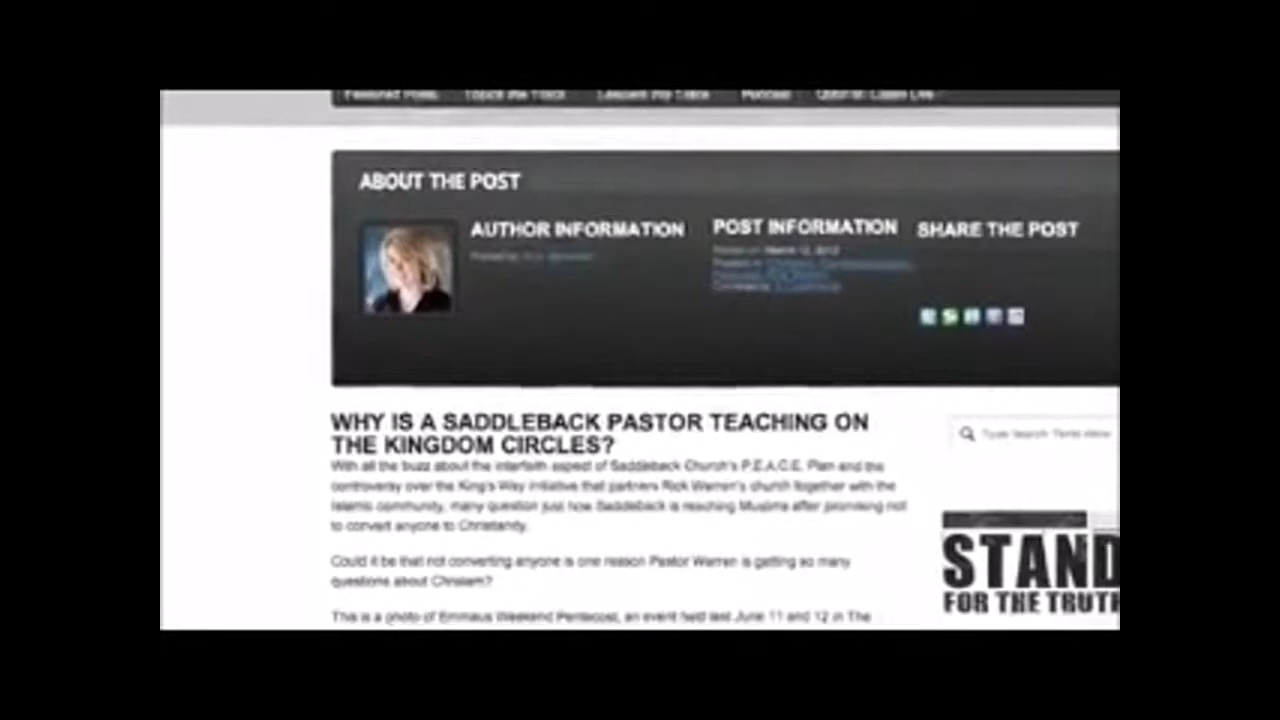 Featured Posts
ABOUT THE POST
AUTHOR INFORMATION
POST INFORMATION
SHARE THE POST
March 12, 2012
WHY IS A SADDLEBACK PASTOR TEACHING ON
THE KINGDOM CIRCLES?
With all the buzz about the interfaith aspect of Saddleback Church's P.E.A.C.E. Plan and the
controversy over the King's Way initiative that partners Rick Warren's church together with the
Islamic community, many question just how Saddleback is reaching Muslims after promising not
to convert anyone to Christianity.
Could it be that not converting anyone is one reason Pastor Warren is getting so many
questions about Chrislam?
This is a photo of Emmaus Weekend Pentecost, an event held last June 11 and 12 in The
STAND
FOR THE TRUTH